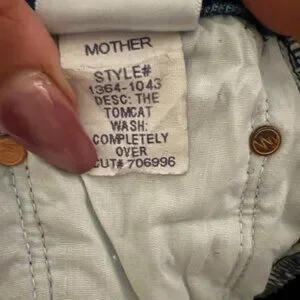 MOTHER
STYLE#
1364-1043
DESC: THE
TOMCAT
WASH:
COMPLETELY
OVER
CUT# 706996